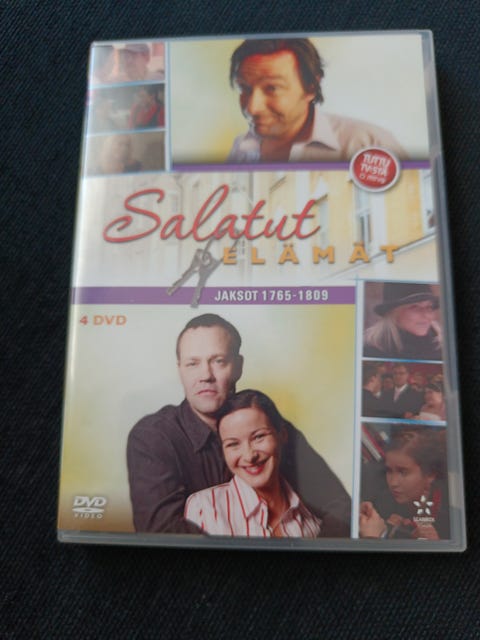 TUTTU
TV:STÄ
Salatut
ELÄMÄT
JAKSOT 1765-1809
4 DVD
DVD
VIDEO